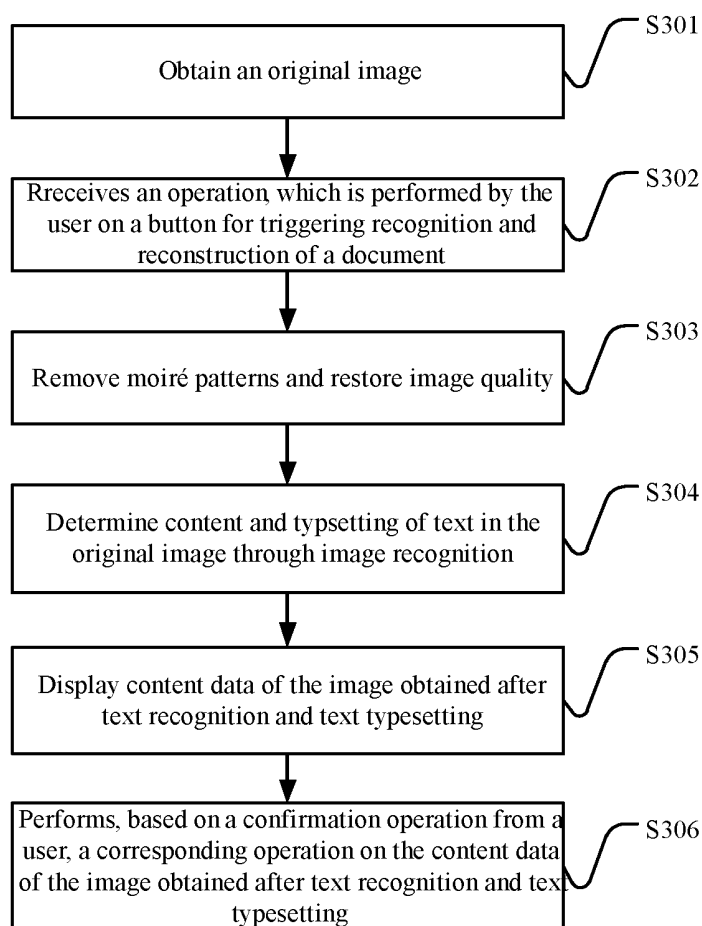 S301
Obtain an original image
S302
Rreceives an operation, which is performed by the
user on a button for triggering recognition and
reconstruction of a document
S303
Remove moiré patterns and restore image quality
S304
Determine content and typsetting of text in the
original image through image recognition
S305
Display content data of the image obtained after
text recognition and text typesetting
S306
Performs, based on a confirmation operation from a
user, a corresponding operation on the content data
of the image obtained after text recognition and text
typesetting